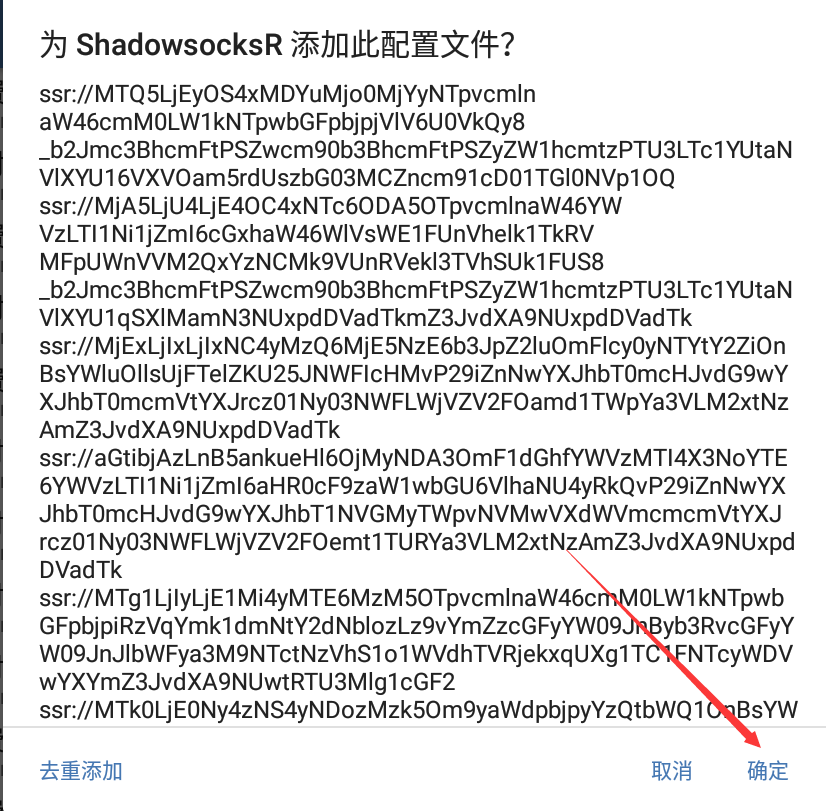 为 ShadowsocksR 添加此配置文件？
ssr://MTQ5LjEyOS4xMDYuMjo0MjYyNTpvcmln
aW46cmM0LW1kNTpwbGFpbjpjVlV6U0VkQy8
_b2Jmc3BhcmFtPSZwcm90b3BhcmFtPSZyZW1hcmtzPTU3LTc1YUtaN
VlXYU16VXVOam5rdUszbG03MCZncm91cD01TGl0NVp1OQ
ssr://MjA5LjU4LjE4OC4xNTc6ODA5OTpvcmlnaW46YW
VzLTI1Ni1jZmI6cGxhaW46WlVsWE1FUnVhelk1TkRV
MFpUWnVVM2QxYzNCMk9VUnRVekl3TVhSUk1FUS8
_b2Jmc3BhcmFtPSZwcm90b3BhcmFtPSZyZW1hcmtzPTU3LTc1YUtaN
VlXYU1qSXlMamN3NUxpdDVadTkmZ3JvdXA9NUxpdDVadTk
ssr://MjExLjIxLjIxNC4yMzQ6MjE5NzE6b3JpZ2luOmFlcy0yNTYtY2ZiOn
BsYWluOllsUjFTelZKU25JNWFIcHMvP29iZnNwYXJhbT0mcHJvdG9wY
XJhbT0mcmVtYXJrcz01Ny03NWFLWjVZV2FOamd1TWpYa3VLM2xtNz
AmZ3JvdXA9NUxpdDVadTk
ssr://aGtibjAzLnB5ankueHl6OjMyNDA3OmF1dGhfYWVzMTI4X3NoYTE
6YWVzLTI1Ni1jZmI6aHR0cF9zaW1wbGU6VlhaNU4yRkQvP29iZnNwYX
JhbT0mcHJvdG9wYXJhbT1NVGMyTWpvNVMwVXdWVmcmcmVtYXJ
rcz01Ny03NWFLWjVZV2FOemt1TURYa3VLM2xtNzAmZ3JvdXA9NUxpd
DVadTk
ssr://MTg1LjIyLjE1Mi4yMTE6MzM5OTpvcmlnaW46cmM0LW1kNTpwb
GFpbjpiRzVqYmk1dmNtY2dNblozLz9vYmZzcGFyYW09JnByb3RvcGFyY
W09JnJlbWFya3M9NTctNzVhS1o1WVdhTVRjekxqUXg1TC1FNTcyWDV
wYXYmZ3JvdXA9NUwtRTU3Mlg1cGF2
ssr://MTk0LjE0Ny4zNS4yNDozMzk5Om9yaWdpbjpyYzQtbWQ1OnBsYW
去重添加 取消 确定